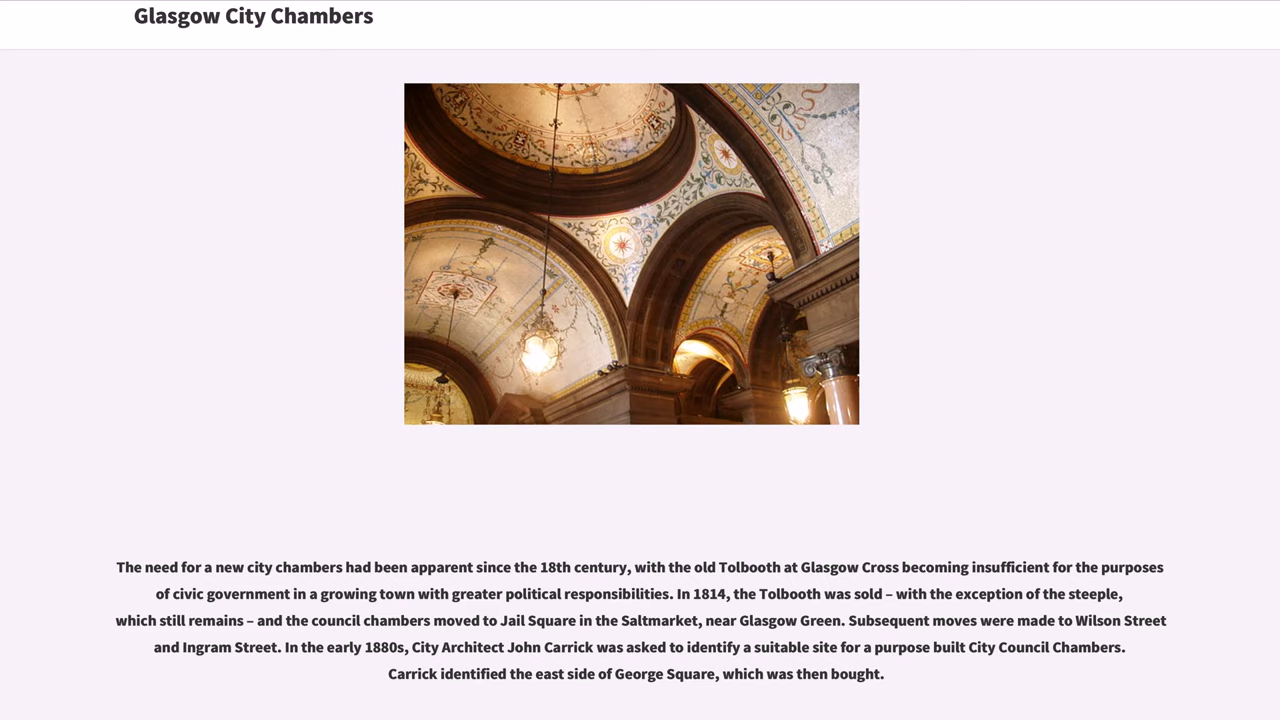 Glasgow City Chambers
The need for a new city chambers had been apparent since the 18th century, with the old Tolbooth at Glasgow Cross becoming insufficient for the purposes
of civic government in a growing town with greater political responsibilities. In 1814, the Tolbooth was sold – with the exception of the steeple,
which still remains – and the council chambers moved to Jail Square in the Saltmarket, near Glasgow Green. Subsequent moves were made to Wilson Street
and Ingram Street. In the early 1880s, City Architect John Carrick was asked to identify a suitable site for a purpose built City Council Chambers.
Carrick identified the east side of George Square, which was then bought.